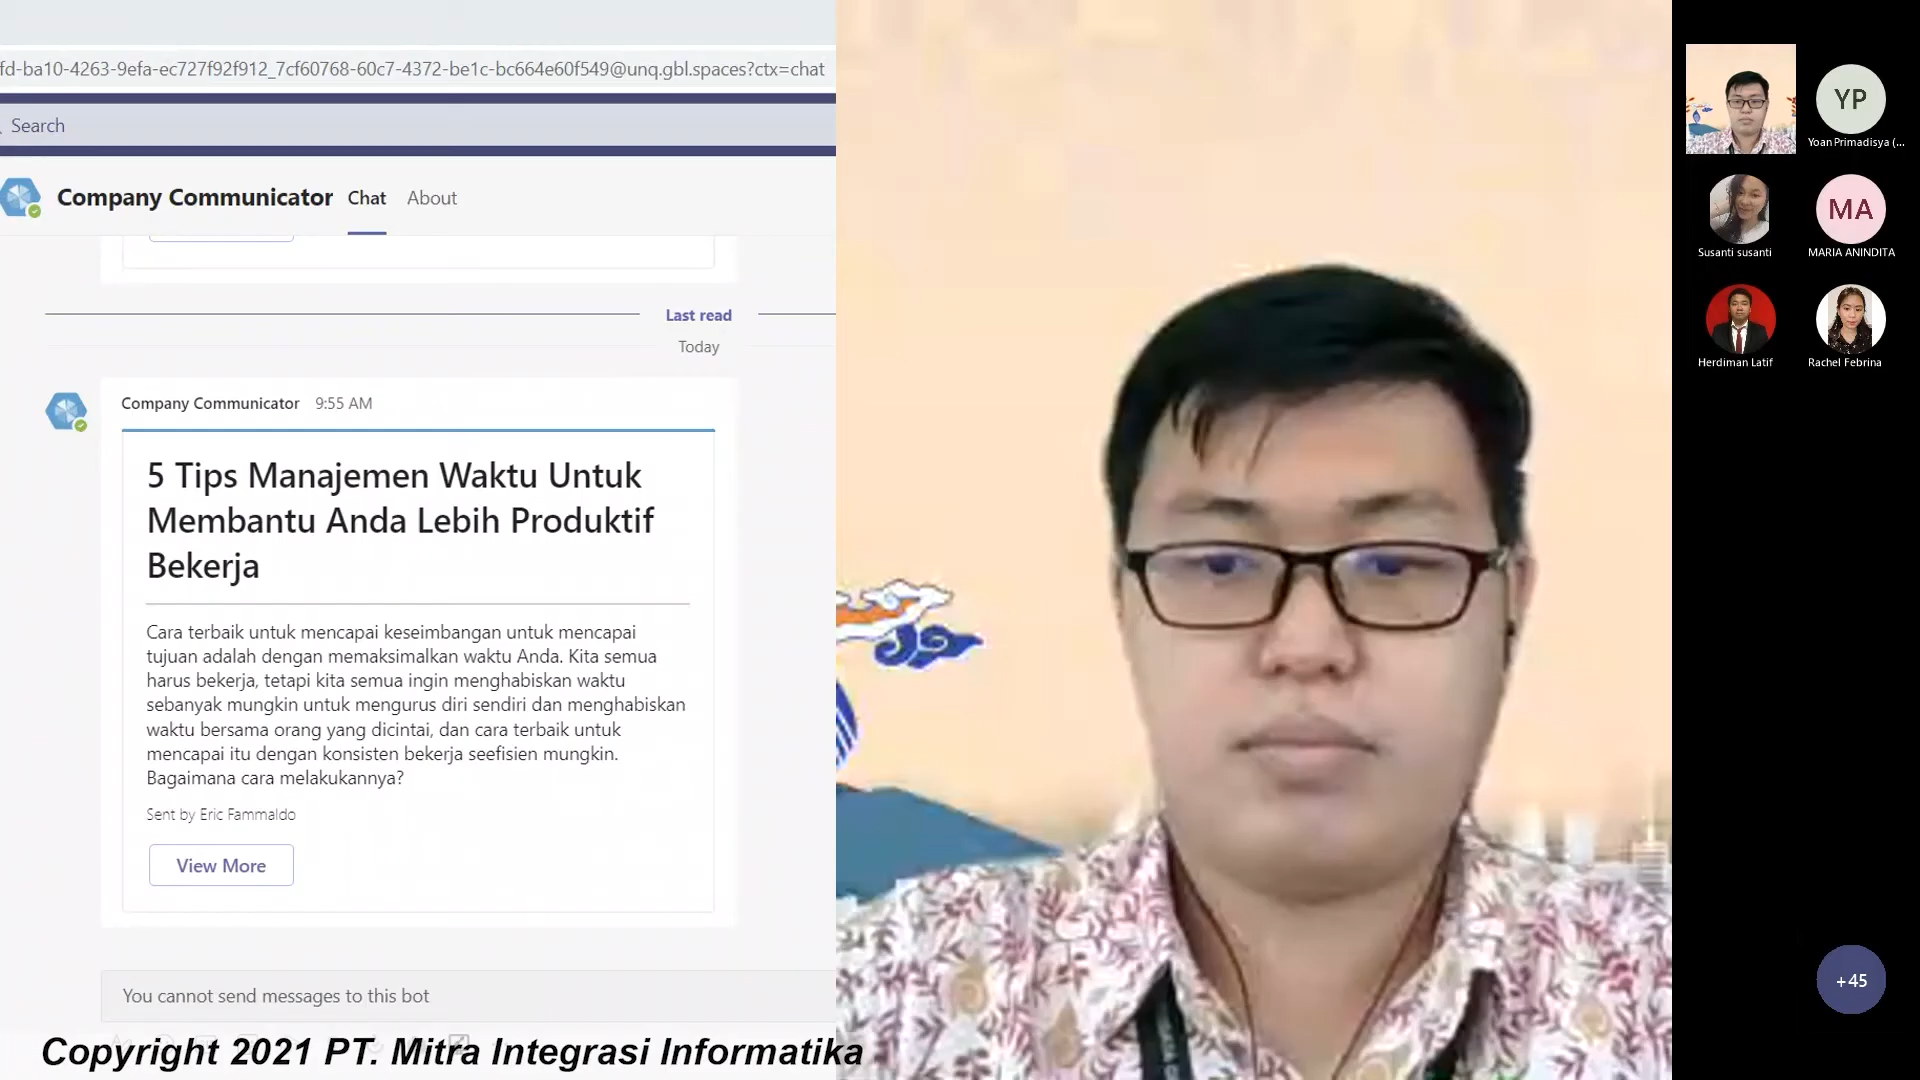 fd-ba10-4263-9efa-ec727f92f912_7cf60768-60c7-4372-be1c-bc664e60f549@unq.gbl.spaces?ctx=chat
Search
Company Communicator Chat About
Last read
Today
Company Communicator 9:55 AM
5 Tips Manajemen Waktu Untuk
Membantu Anda Lebih Produktif
Bekerja
Cara terbaik untuk mencapai keseimbangan untuk mencapai
tujuan adalah dengan memaksimalkan waktu Anda. Kita semua
harus bekerja, tetapi kita semua ingin menghabiskan waktu
sebanyak mungkin untuk mengurus diri sendiri dan menghabiskan
waktu bersama orang yang dicintai, dan cara terbaik untuk
mencapai itu dengan konsisten bekerja seefisien mungkin.
Bagaimana cara melakukannya?
Sent by Eric Fammaldo
View More
You cannot send messages to this bot
Copyright 2021 PT. Mitra Integrasi Informatika
YP
Yoan Primadisya (...
Susanti susanti
MA
MARIA ANINDITA
Herdiman Latif
Rachel Febrina
+45